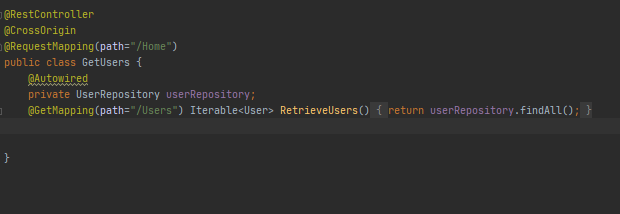 @RestController
@CrossOrigin
@RequestMapping(path="/Home")
public class GetUsers {
@Autowired
private UserRepository userRepository;
@GetMapping(path="/Users") Iterable<User> RetrieveUsers() { return userRepository.findAll(); }
}